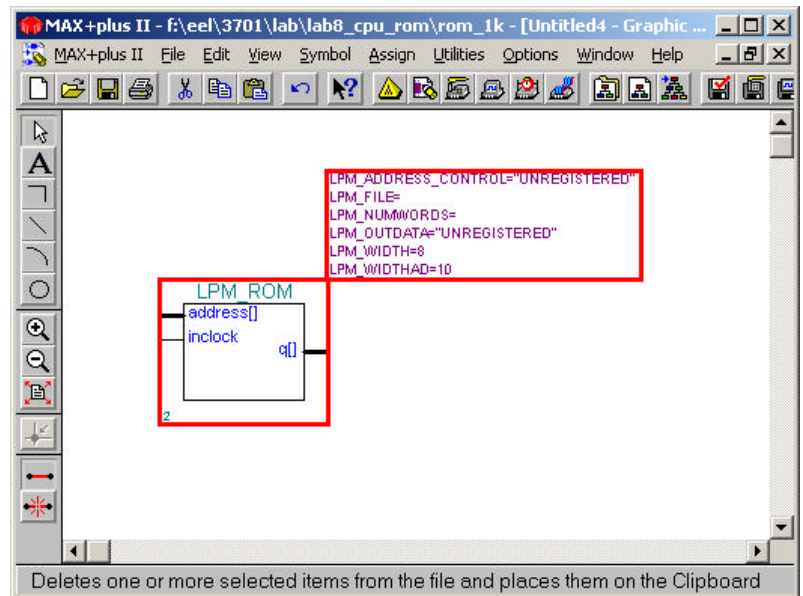 MAX+plus II - f:\eel\3701\lab\lab8_cpu_rom\rom_1k - [Untitled4 - Graphic ...
MAX+plus II File Edit View Symbol Assign Utilities Options Window Help
LPM_ADDRESS_CONTROL="UNREGISTERED"
LPM_FILE=
LPM_NUMWORDS=
LPM_OUTDATA="UNREGISTERED"
LPM_WIDTH=8
LPM_WIDTHAD=10
LPM_ROM
address[]
inclock
q[]
2
Deletes one or more selected items from the file and places them on the Clipboard